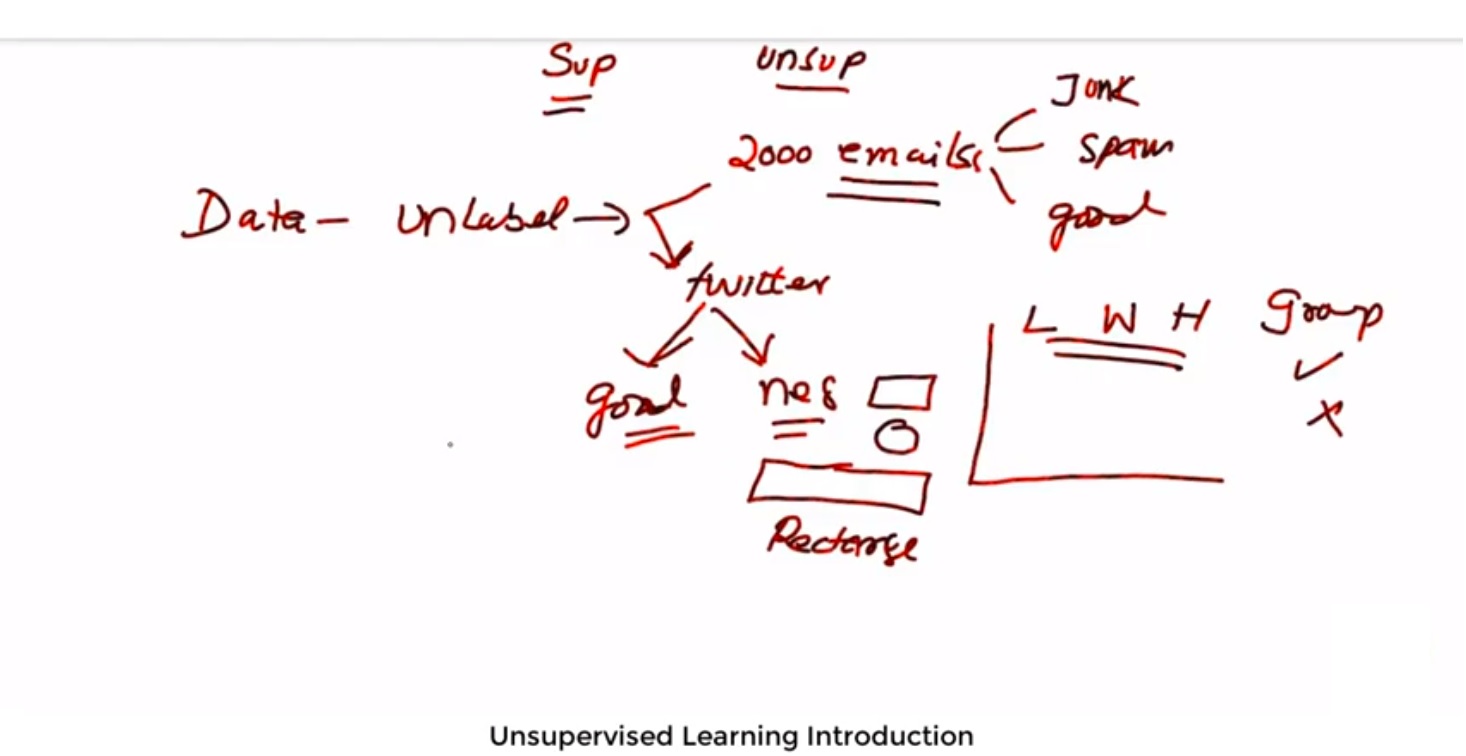 Sup unsup
Junk
2000 emails
spam
Data - unlabel →
good
twitter
L W H Group
good neg
Rectange
Unsupervised Learning Introduction